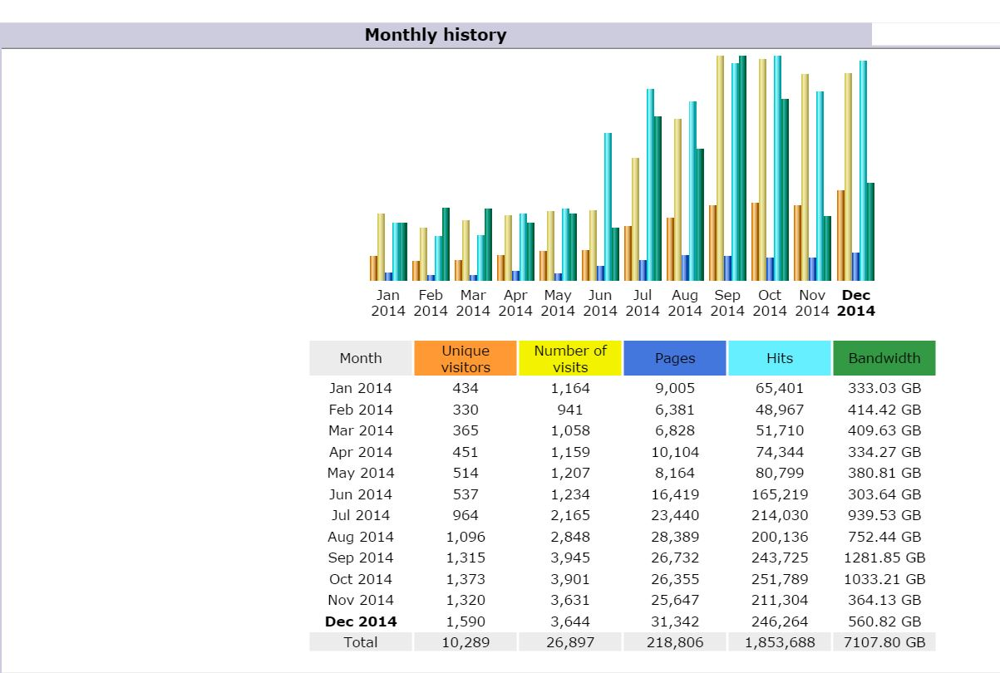 Monthly history
Jan Feb Mar Apr May Jun Jul Aug Sep Oct Nov Dec
2014 2014 2014 2014 2014 2014 2014 2014 2014 2014 2014 2014
Month Unique visitors Number of visits Pages Hits Bandwidth
Jan 2014 434 1,164 9,005 65,401 333.03 GB
Feb 2014 330 941 6,381 48,967 414.42 GB
Mar 2014 365 1,058 6,828 51,710 409.63 GB
Apr 2014 451 1,159 10,104 74,344 334.27 GB
May 2014 514 1,207 8,164 80,799 380.81 GB
Jun 2014 537 1,234 16,419 165,219 303.64 GB
Jul 2014 964 2,165 23,440 214,030 939.53 GB
Aug 2014 1,096 2,848 28,389 200,136 752.44 GB
Sep 2014 1,315 3,945 26,732 243,725 1281.85 GB
Oct 2014 1,373 3,901 26,355 251,789 1033.21 GB
Nov 2014 1,320 3,631 25,647 211,304 364.13 GB
Dec 2014 1,590 3,644 31,342 246,264 560.82 GB
Total 10,289 26,897 218,806 1,853,688 7107.80 GB